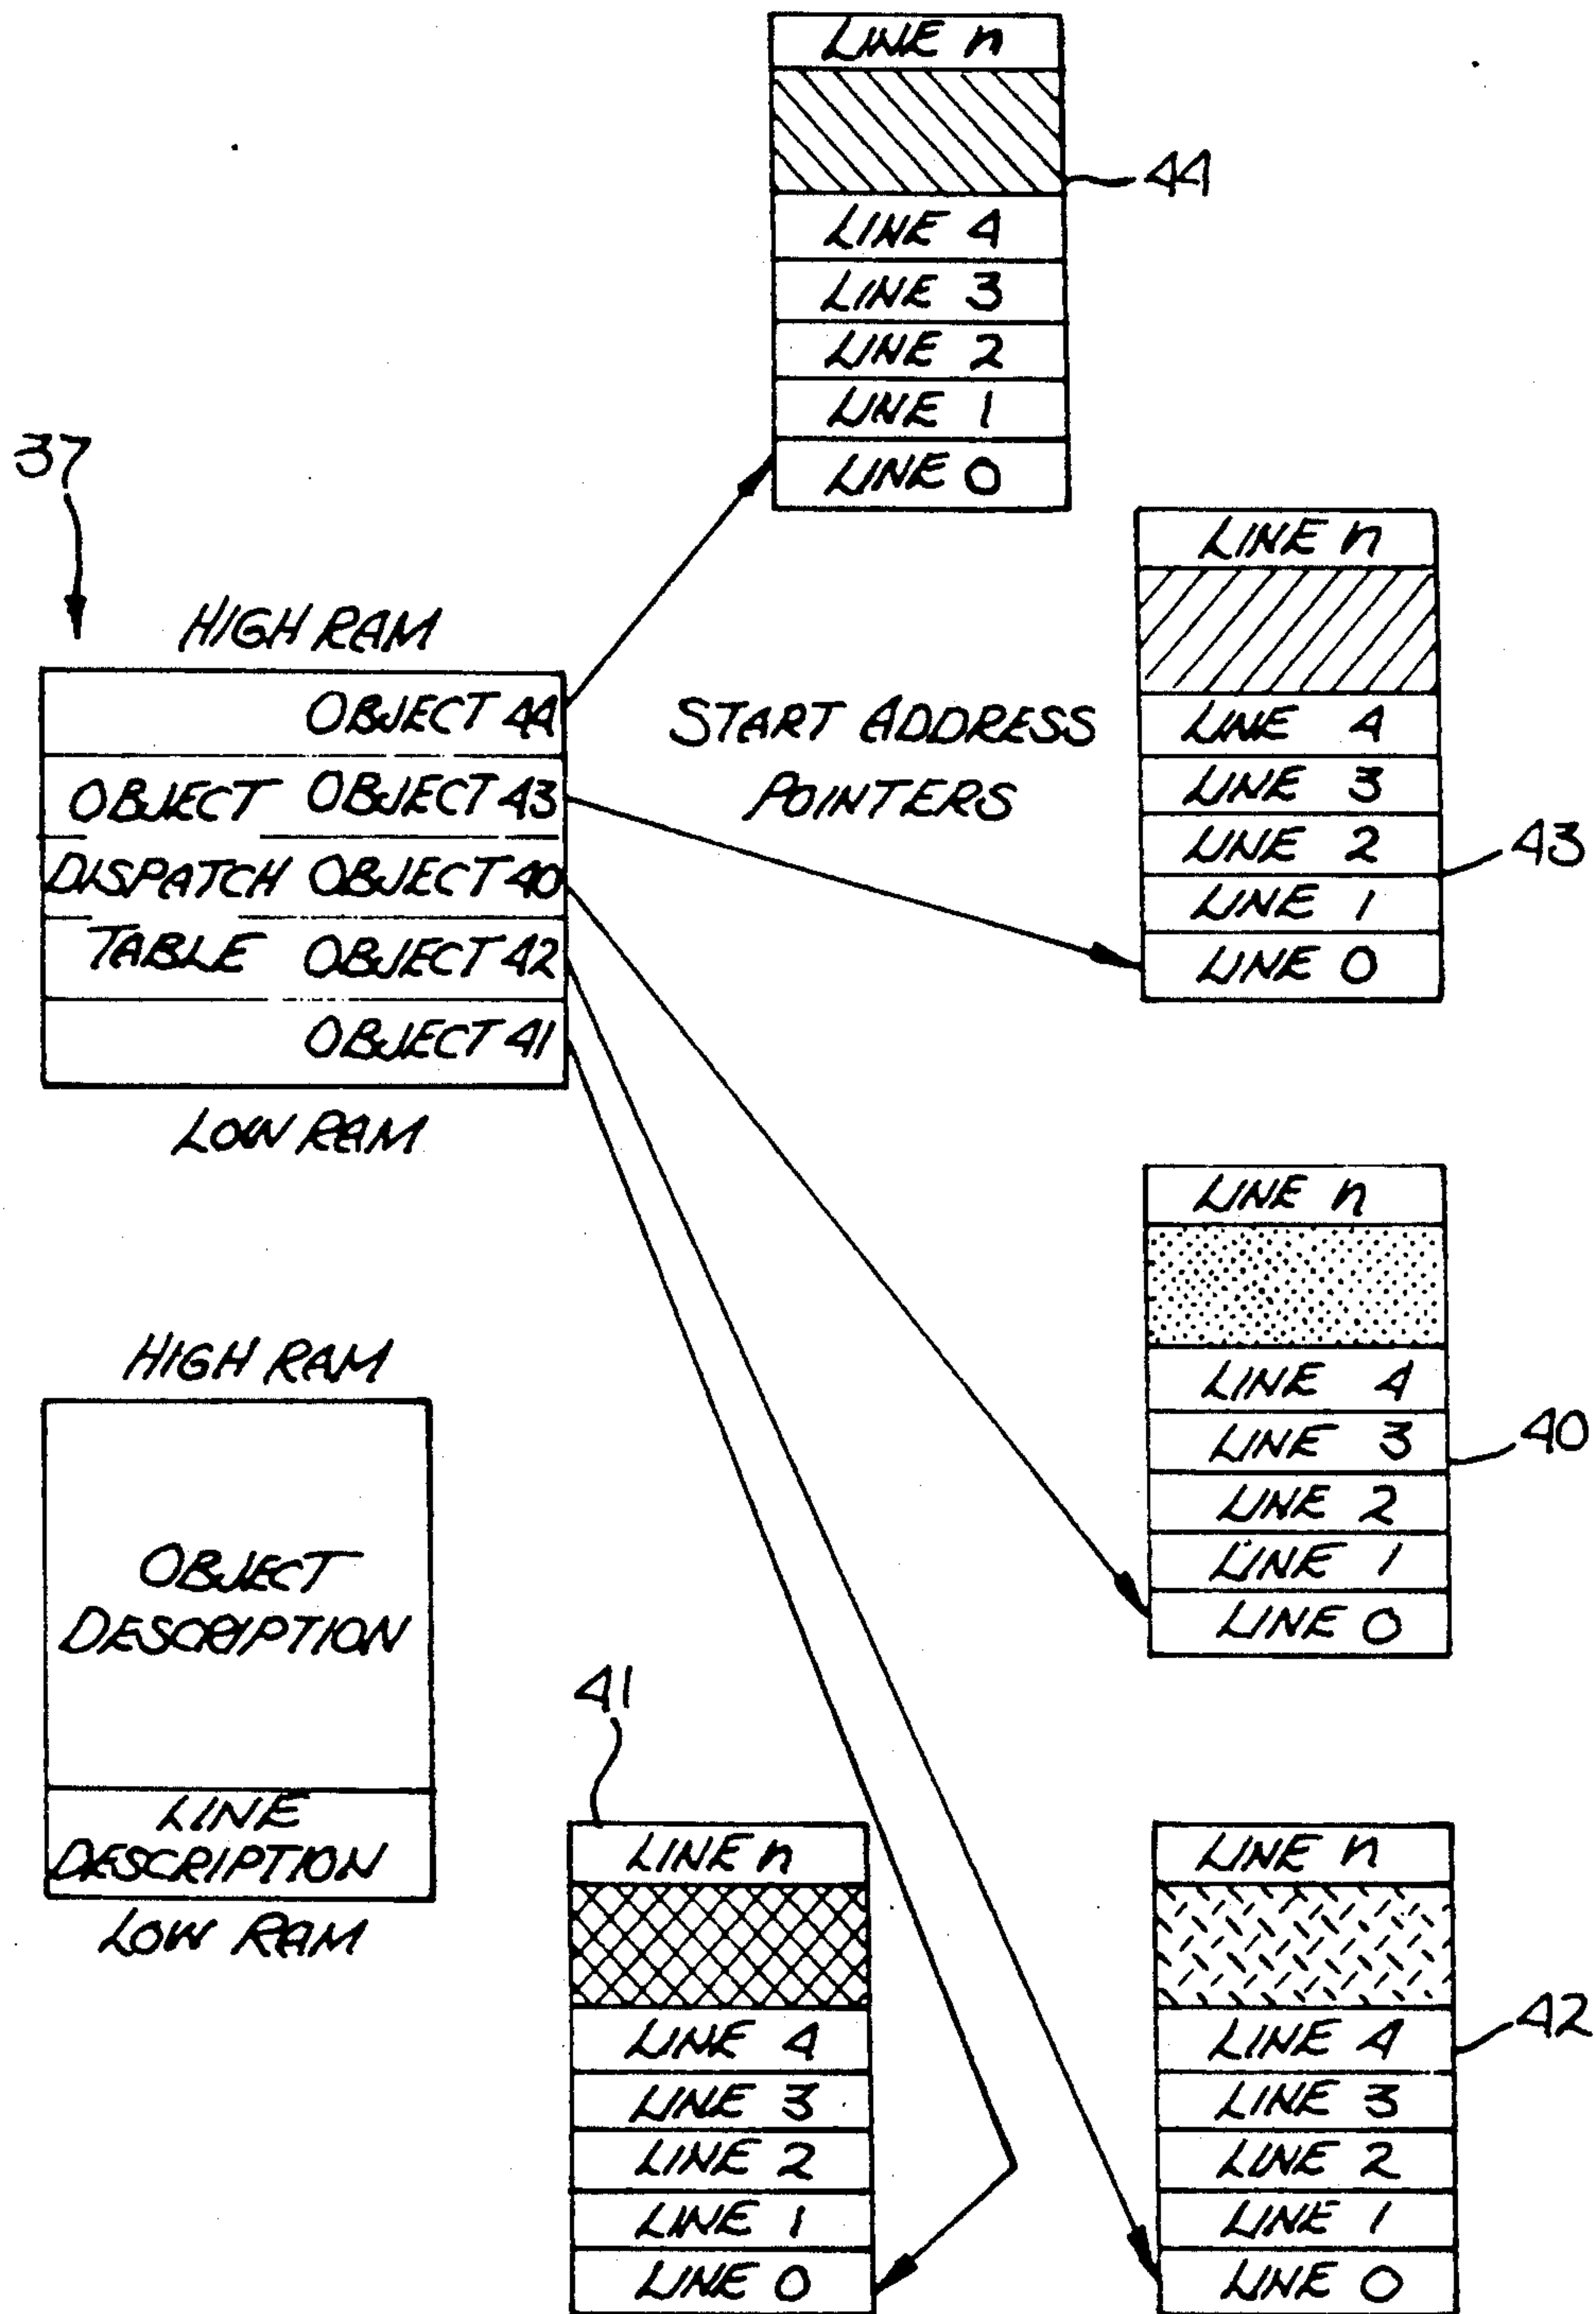 LINE n
44
LINE 4
LINE 3
LINE 2
LINE 1
LINE 0
37
HIGH RAM
OBJECT 44
OBJECT OBJECT 43
DISPATCH OBJECT 40
TABLE OBJECT 42
OBJECT 41
LOW RAM
START ADDRESS
POINTERS
LINE n
LINE 4
LINE 3
LINE 2
43
LINE 1
LINE 0
HIGH RAM
OBJECT
DESCRIPTION
LINE
DESCRIPTION
LOW RAM
LINE n
LINE 4
LINE 3
40
LINE 2
LINE 1
LINE 0
41
LINE n
LINE 4
LINE 3
LINE 2
LINE 1
LINE 0
LINE n
42
LINE 4
LINE 3
LINE 2
LINE 1
LINE 0